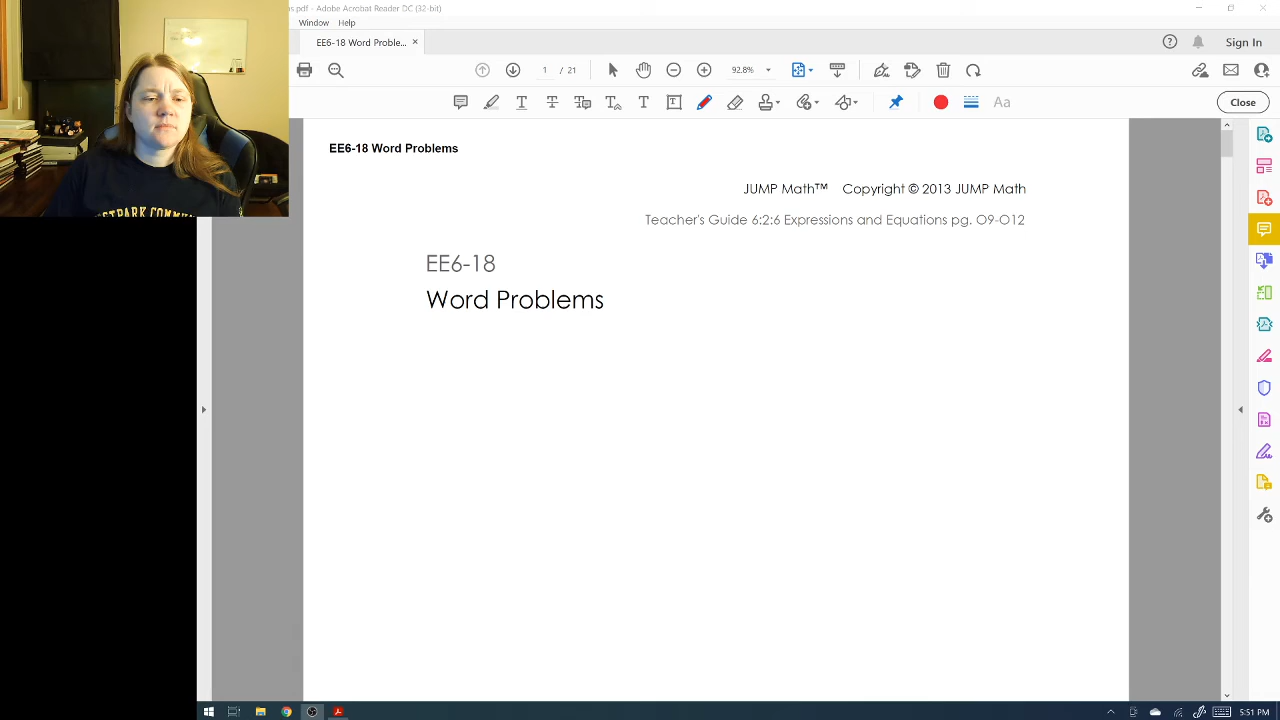 s.pdf - Adobe Acrobat Reader DC (32-bit)
Window Help
EE6-18 Word Proble... ×
1 / 21
92.8%
Sign In
Aa
Close
EE6-18 Word Problems
JUMP Math™ Copyright © 2013 JUMP Math
Teacher's Guide 6:2:6 Expressions and Equations pg. O9-O12
EE6-18
Word Problems
5:51 PM